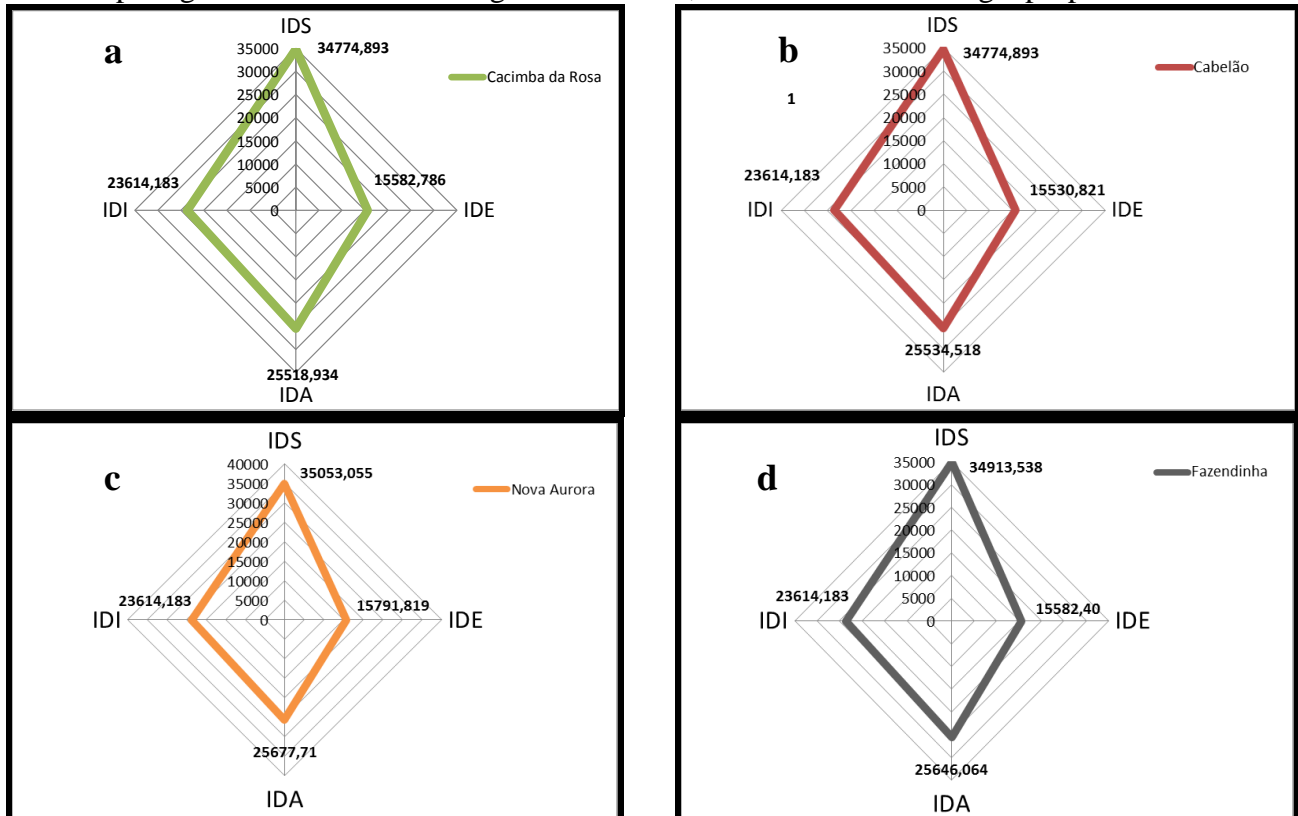 a
IDS
35000
34774,893
30000
25000
20000
15000
10000
5000
0
Cacimba da Rosa
23614,183
15582,786
IDI
IDE
25518,934
IDA
b
1
IDS
35000
34774,893
30000
25000
20000
15000
10000
5000
0
Cabelão
23614,183
15530,821
IDI
IDE
25534,518
IDA
c
IDS
40000
35053,055
35000
30000
25000
20000
15000
10000
5000
0
Nova Aurora
23614,183
15791,819
IDI
IDE
25677,71
IDA
d
IDS
35000
34913,538
30000
25000
20000
15000
10000
5000
0
Fazendinha
23614,183
15582,40
IDI
IDE
25646,064
IDA